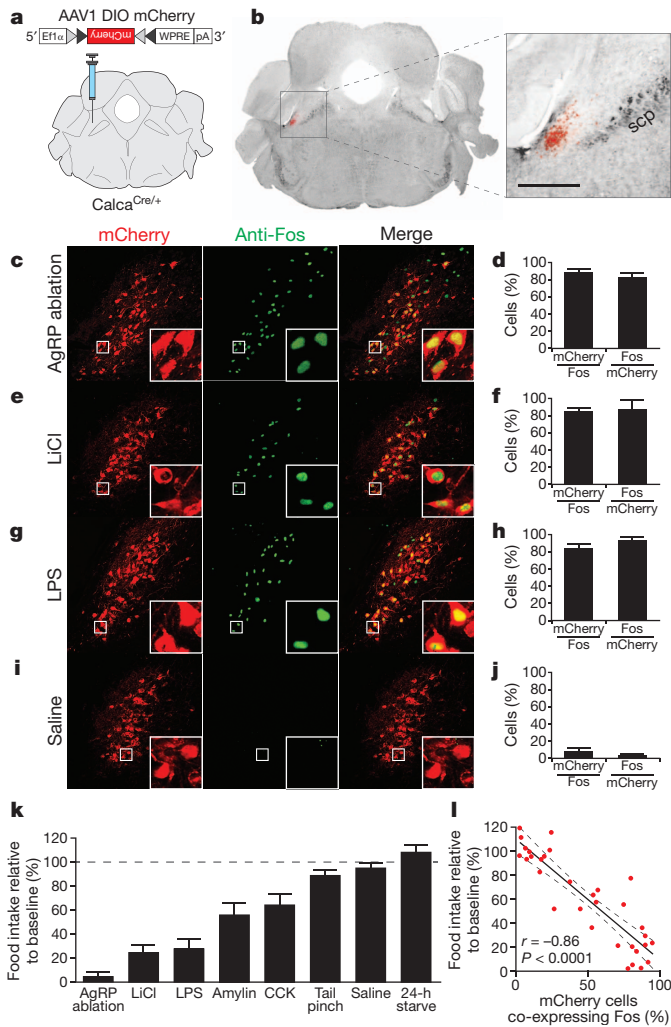 a
AAV1 DIO mCherry
5′ Ef1α mCherry WPRE pA 3′
Calca^Cre/+
b
scp
mCherry Anti-Fos Merge
c
AgRP ablation
d
Cells (%)
100
80
60
40
20
0
mCherry Fos
Fos mCherry
e
LiCl
f
Cells (%)
100
80
60
40
20
0
mCherry Fos
Fos mCherry
g
LPS
h
Cells (%)
100
80
60
40
20
0
mCherry Fos
Fos mCherry
i
Saline
j
Cells (%)
100
80
60
40
20
0
mCherry Fos
Fos mCherry
k
Food intake relative
to baseline (%)
120
100
80
60
40
20
0
AgRP ablation
LiCl
LPS
Amylin
CCK
Tail pinch
Saline
24-h starve
l
Food intake relative
to baseline (%)
120
100
80
60
40
20
0
r = −0.86
P < 0.0001
0 50 100
mCherry cells
co-expressing Fos (%)